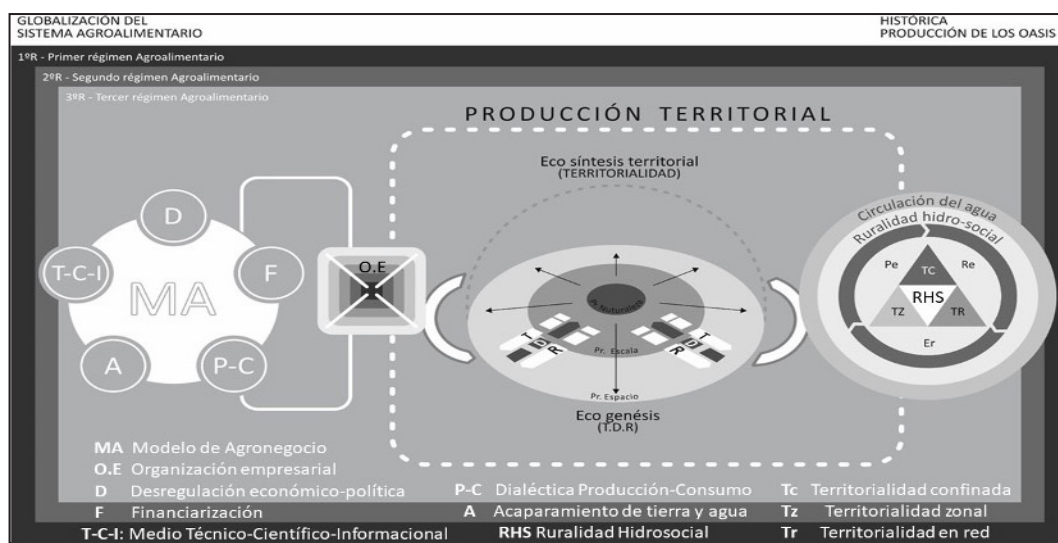 GLOBALIZACIÓN DEL
SISTEMA AGROALIMENTARIO
HISTÓRICA
PRODUCCIÓN DE LOS OASIS
1ºR - Primer régimen Agroalimentario
2ºR - Segundo régimen Agroalimentario
3ºR - Tercer régimen Agroalimentario
PRODUCCIÓN TERRITORIAL
Eco síntesis territorial
(TERRITORIALIDAD)
D
T-C-I
F
MA
A
P-C
O.E
Pr. Naturaleza
T D R
T D R
Pr. Escala
Pr. Espacio
Eco genésis
(T.D.R)
Circulación del agua
Ruralidad hidro-social
Pe
TC
Re
RHS
TZ
TR
Er
MA Modelo de Agronegocio
O.E Organización empresarial
D Desregulación económico-política
F Financiarización
T-C-I: Medio Técnico-Científico-Informacional
P-C Dialéctica Producción-Consumo
A Acaparamiento de tierra y agua
RHS Ruralidad Hidrosocial
Tc Territorialidad confinada
Tz Territorialidad zonal
Tr Territorialidad en red